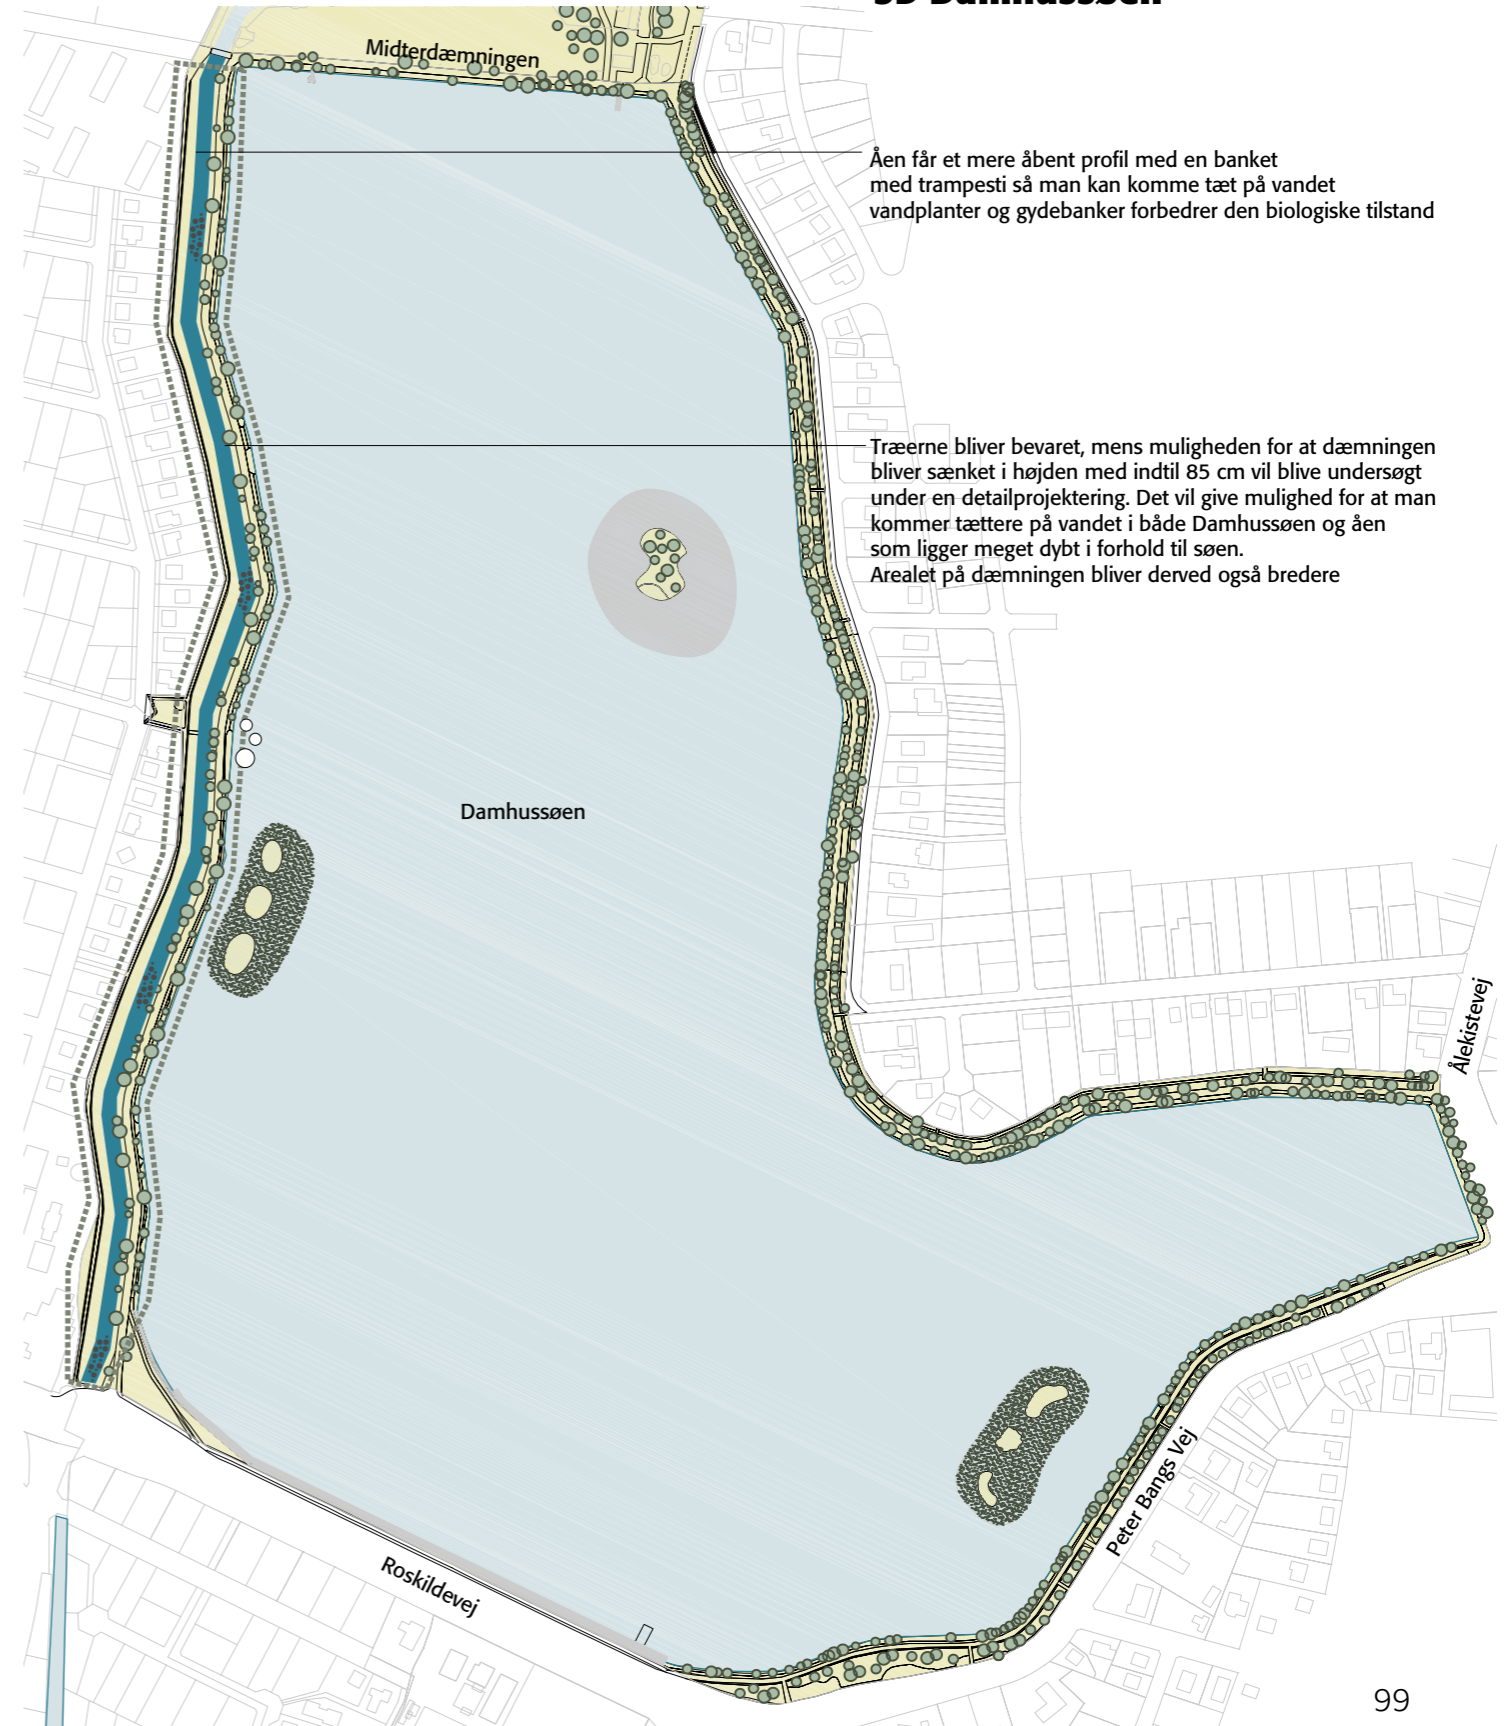 Damhussøen
Midterdæmningen
Åen får et mere åbent profil med en banket
med trampesti så man kan komme tæt på vandet
vandplanter og gydebanker forbedrer den biologiske tilstand
Træerne bliver bevaret, mens muligheden for at dæmningen
bliver sænket i højden med indtil 85 cm vil blive undersøgt
under en detailprojektering. Det vil give mulighed for at man
kommer tættere på vandet i både Damhussøen og åen
som ligger meget dybt i forhold til søen.
Arealet på dæmningen bliver derved også bredere
Damhussøen
Ålekistevej
Peter Bangs Vej
Roskildevej
99